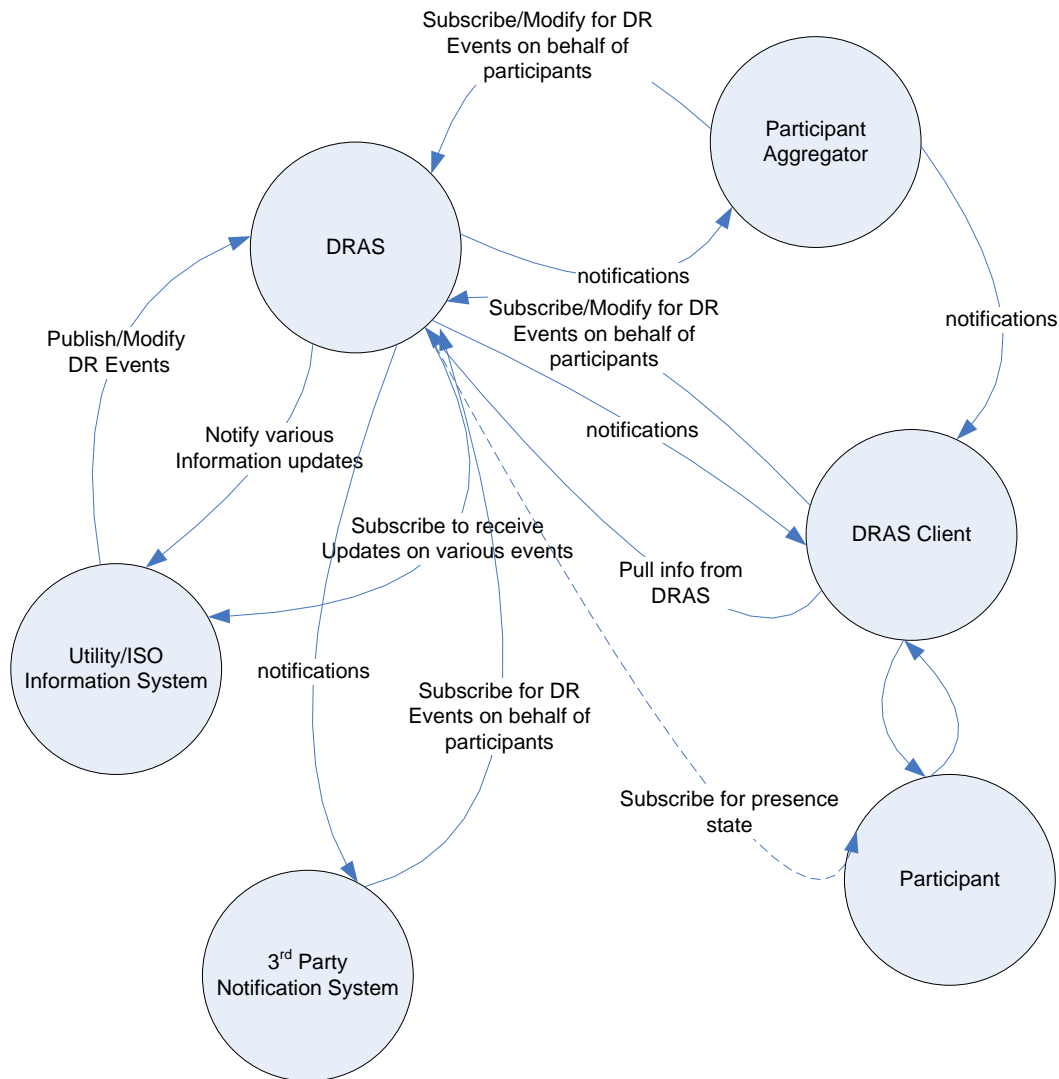 Subscribe/Modify for DR
Events on behalf of
participants
Participant
Aggregator
DRAS
notifications
Subscribe/Modify for DR
Events on behalf of
participants
notifications
Publish/Modify
DR Events
Notify various
Information updates
notifications
Subscribe to receive
Updates on various events
DRAS Client
Pull info from
DRAS
Utility/ISO
Information System
notifications
Subscribe for DR
Events on behalf of
participants
Subscribe for presence
state
Participant
3rd Party
Notification System